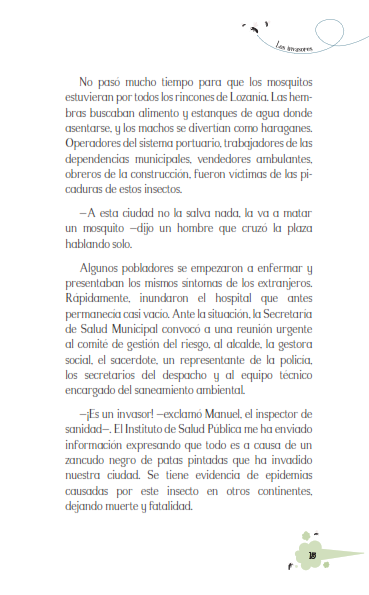 Los invasores
No pasó mucho tiempo para que los mosquitos
estuvieran por todos los rincones de Lozanía. Las hem-
bras buscaban alimento y estanques de agua donde
asentarse, y los machos se divertían como haraganes.
Operadores del sistema portuario, trabajadores de las
dependencias municipales, vendedores ambulantes,
obreros de la construcción, fueron víctimas de las pi-
caduras de estos insectos.
—A esta ciudad no la salva nada, la va a matar
un mosquito —dijo un hombre que cruzó la plaza
hablando solo.
Algunos pobladores se empezaron a enfermar y
presentaban los mismos síntomas de los extranjeros.
Rápidamente, inundaron el hospital que antes
permanecía casi vacío. Ante la situación, la Secretaría
de Salud Municipal convocó a una reunión urgente
al comité de gestión del riesgo, al alcalde, la gestora
social, el sacerdote, un representante de la policía,
los secretarios del despacho y al equipo técnico
encargado del saneamiento ambiental.
—¡Es un invasor! —exclamó Manuel, el inspector de
sanidad—. El Instituto de Salud Pública me ha enviado
información expresando que todo es a causa de un
zancudo negro de patas pintadas que ha invadido
nuestra ciudad. Se tiene evidencia de epidemias
causadas por este insecto en otros continentes,
dejando muerte y fatalidad.